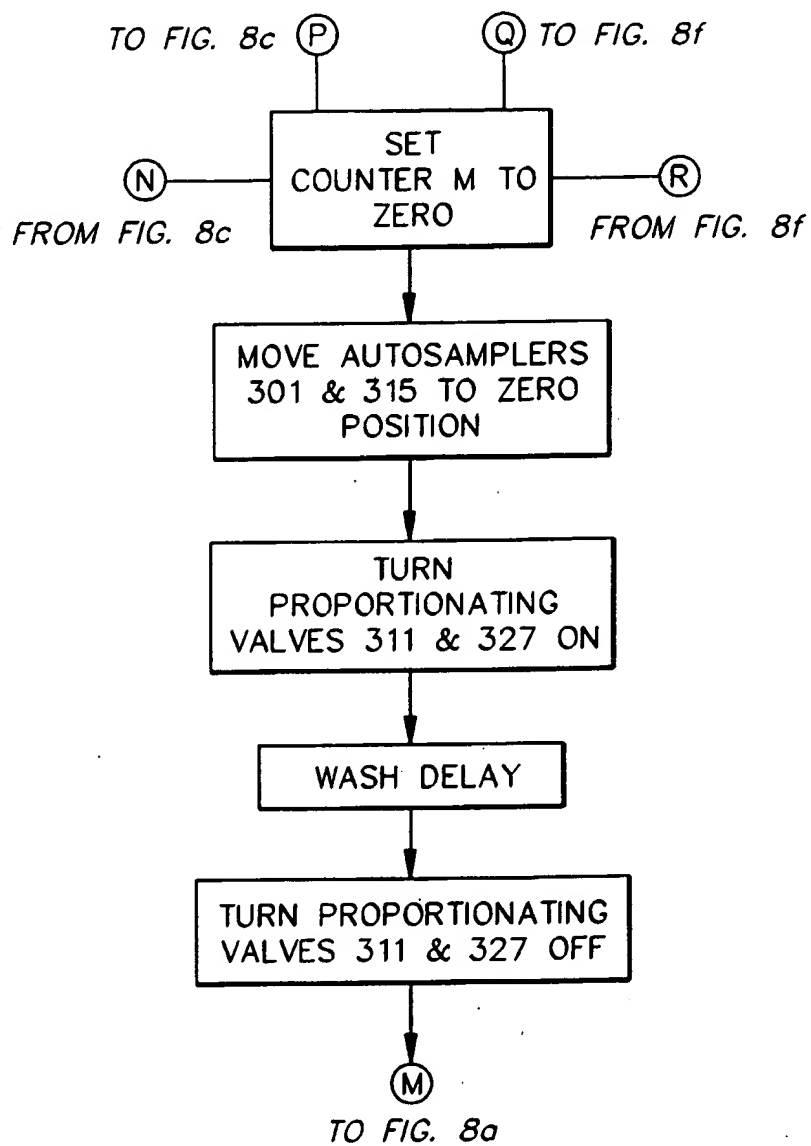 TO FIG. 8c P
Q TO FIG. 8f
SET
COUNTER M TO
ZERO
N
R
FROM FIG. 8c
FROM FIG. 8f
MOVE AUTOSAMPLERS
301 & 315 TO ZERO
POSITION
TURN
PROPORTIONATING
VALVES 311 & 327 ON
WASH DELAY
TURN PROPORTIONATING
VALVES 311 & 327 OFF
M
TO FIG. 8a